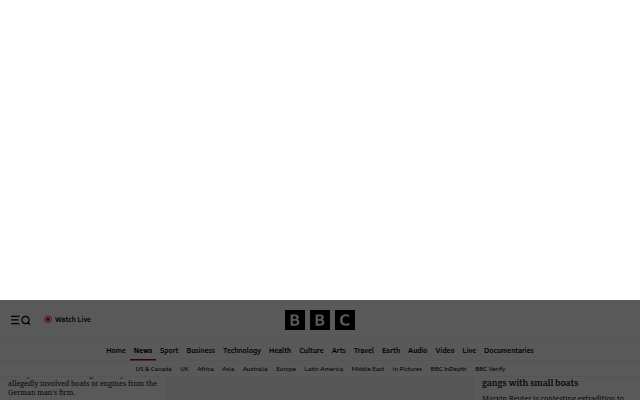 Watch Live
BBC
Home News Sport Business Technology Health Culture Arts Travel Earth Audio Video Live Documentaries
US & Canada UK Africa Asia Australia Europe Latin America Middle East In Pictures BBC InDepth BBC Verify
allegedly involved boats or engines from the
German man's firm.
gangs with small boats